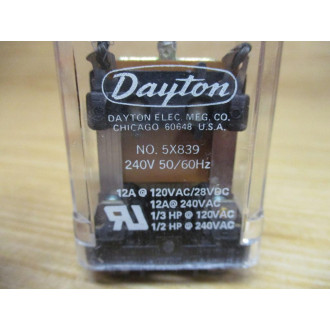 Dayton
DAYTON ELEC MFG. CO.
CHICAGO 60648 U.S.A.
NO. 5X839
240V 50/60Hz
12A @ 120VAC/28VDC
12A@ 240VAC
1/3 HP @ 120VAC
1/2 HP @ 240VAC